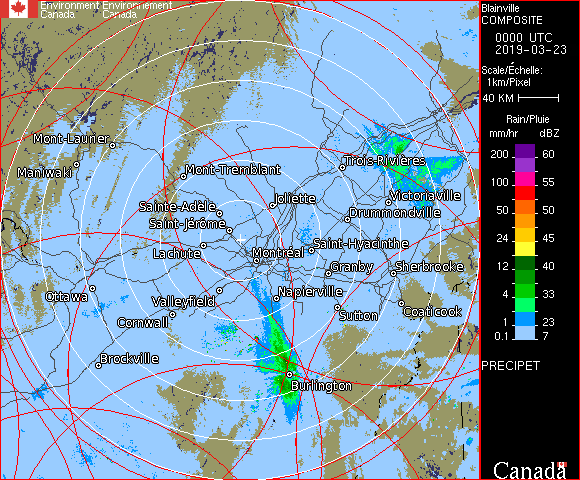 Environment Environnement
Canada Canada
Blainville
COMPOSITE
0000 UTC
2019-03-23
Scale/Échelle:
1km/Pixel
40 KM
Rain/Pluie
mm/hr dBZ
200 60
100 55
50 50
24 45
12 40
4 33
1 23
0.1 7
PRECIPET
Canada
Mont-Laurier
Maniwaki
Mont-Tremblant
Trois-Rivières
Sainte-Adèle
Joliette
Victoriaville
Drummondville
Saint-Jérôme
Lachute
Montréal
Saint-Hyacinthe
Granby
Sherbrooke
Ottawa
Valleyfield
Napierville
Cornwall
Sutton
Coaticook
Brockville
Burlington